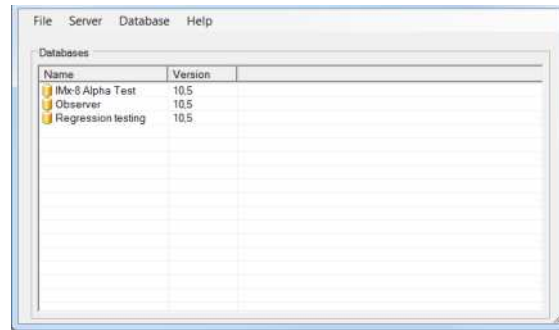 File Server Database Help
Databases
Name Version
IMx-8 Alpha Test 10,5
Observer 10,5
Regression testing 10,5